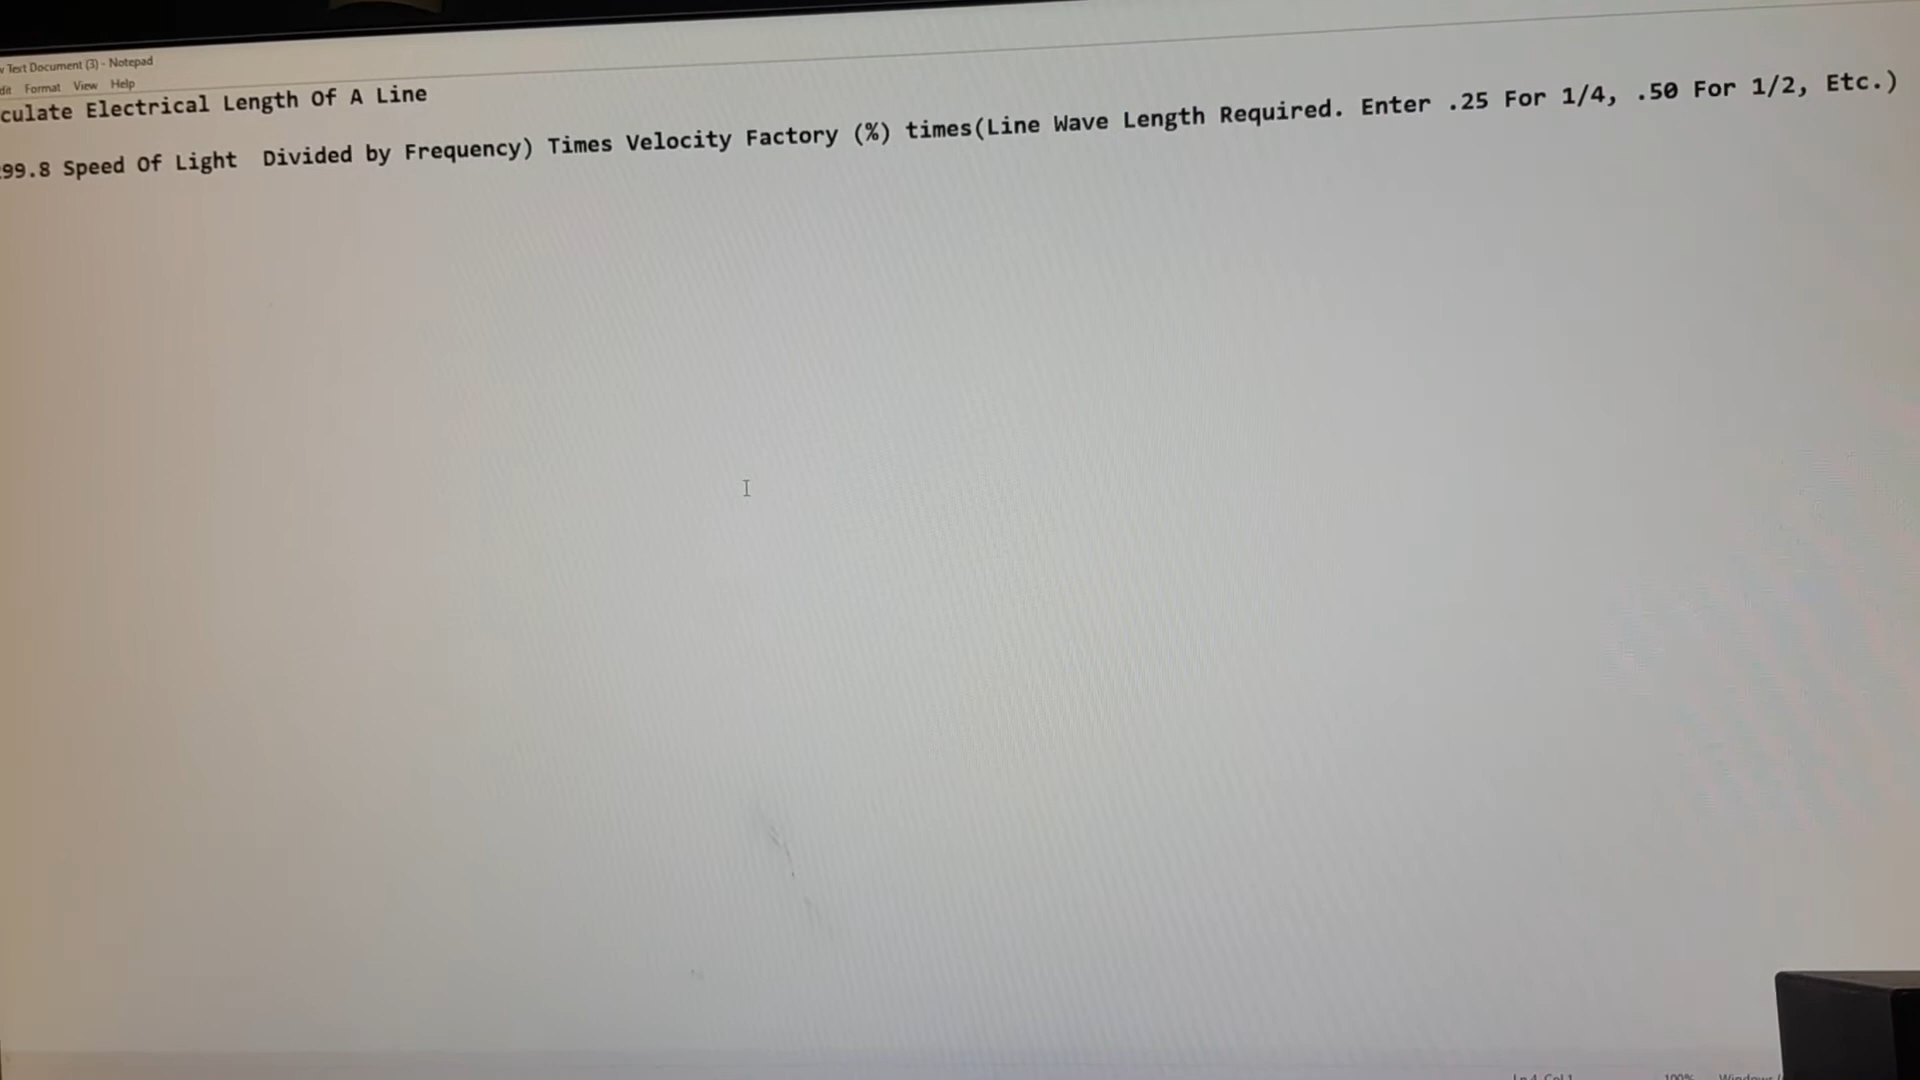 Text Document (3) - Notepad
Format View Help
culate Electrical Length Of A Line
99.8 Speed Of Light Divided by Frequency) Times Velocity Factory (%) times(Line Wave Length Required. Enter .25 For 1/4, .50 For 1/2, Etc.)
100%